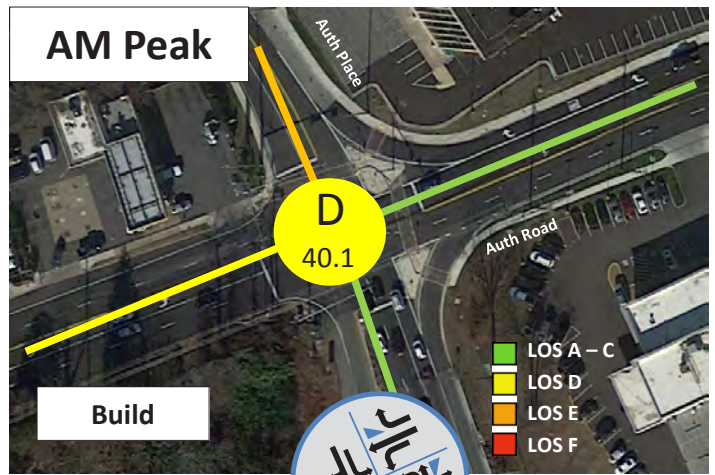 AM Peak
Auth Place
D
40.1
Auth Road
LOS A – C
LOS D
LOS E
LOS F
Build